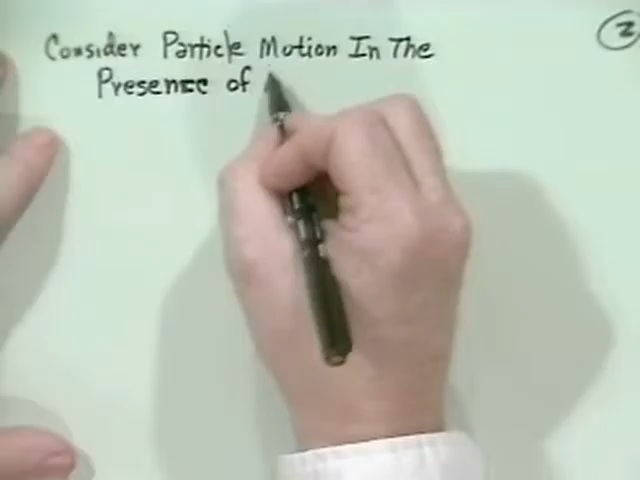 Consider Particle Motion In The
Presence of
2